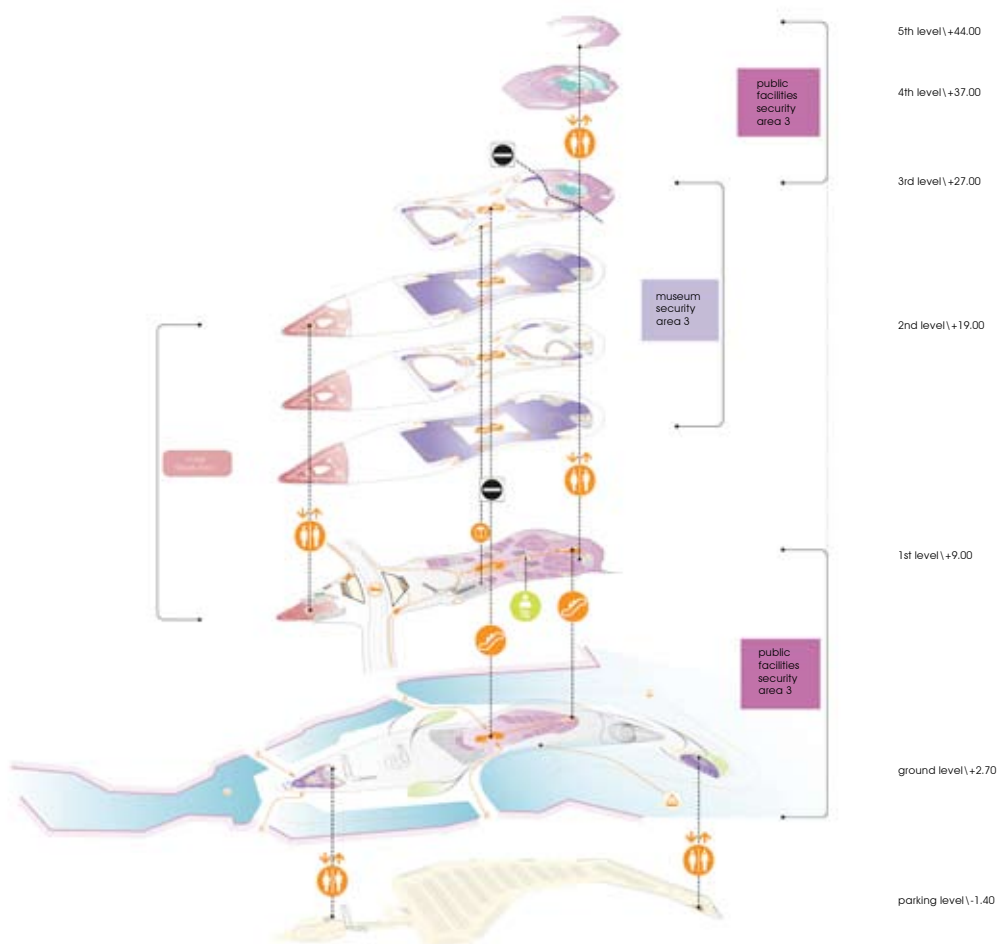 5th level\+44.00
public
facilities
security
area 3
4th level\+37.00
3rd level\+27.00
museum
security
area 3
2nd level\+19.00
1st level\+9.00
public
facilities
security
area 3
ground level\+2.70
parking level\-1.40